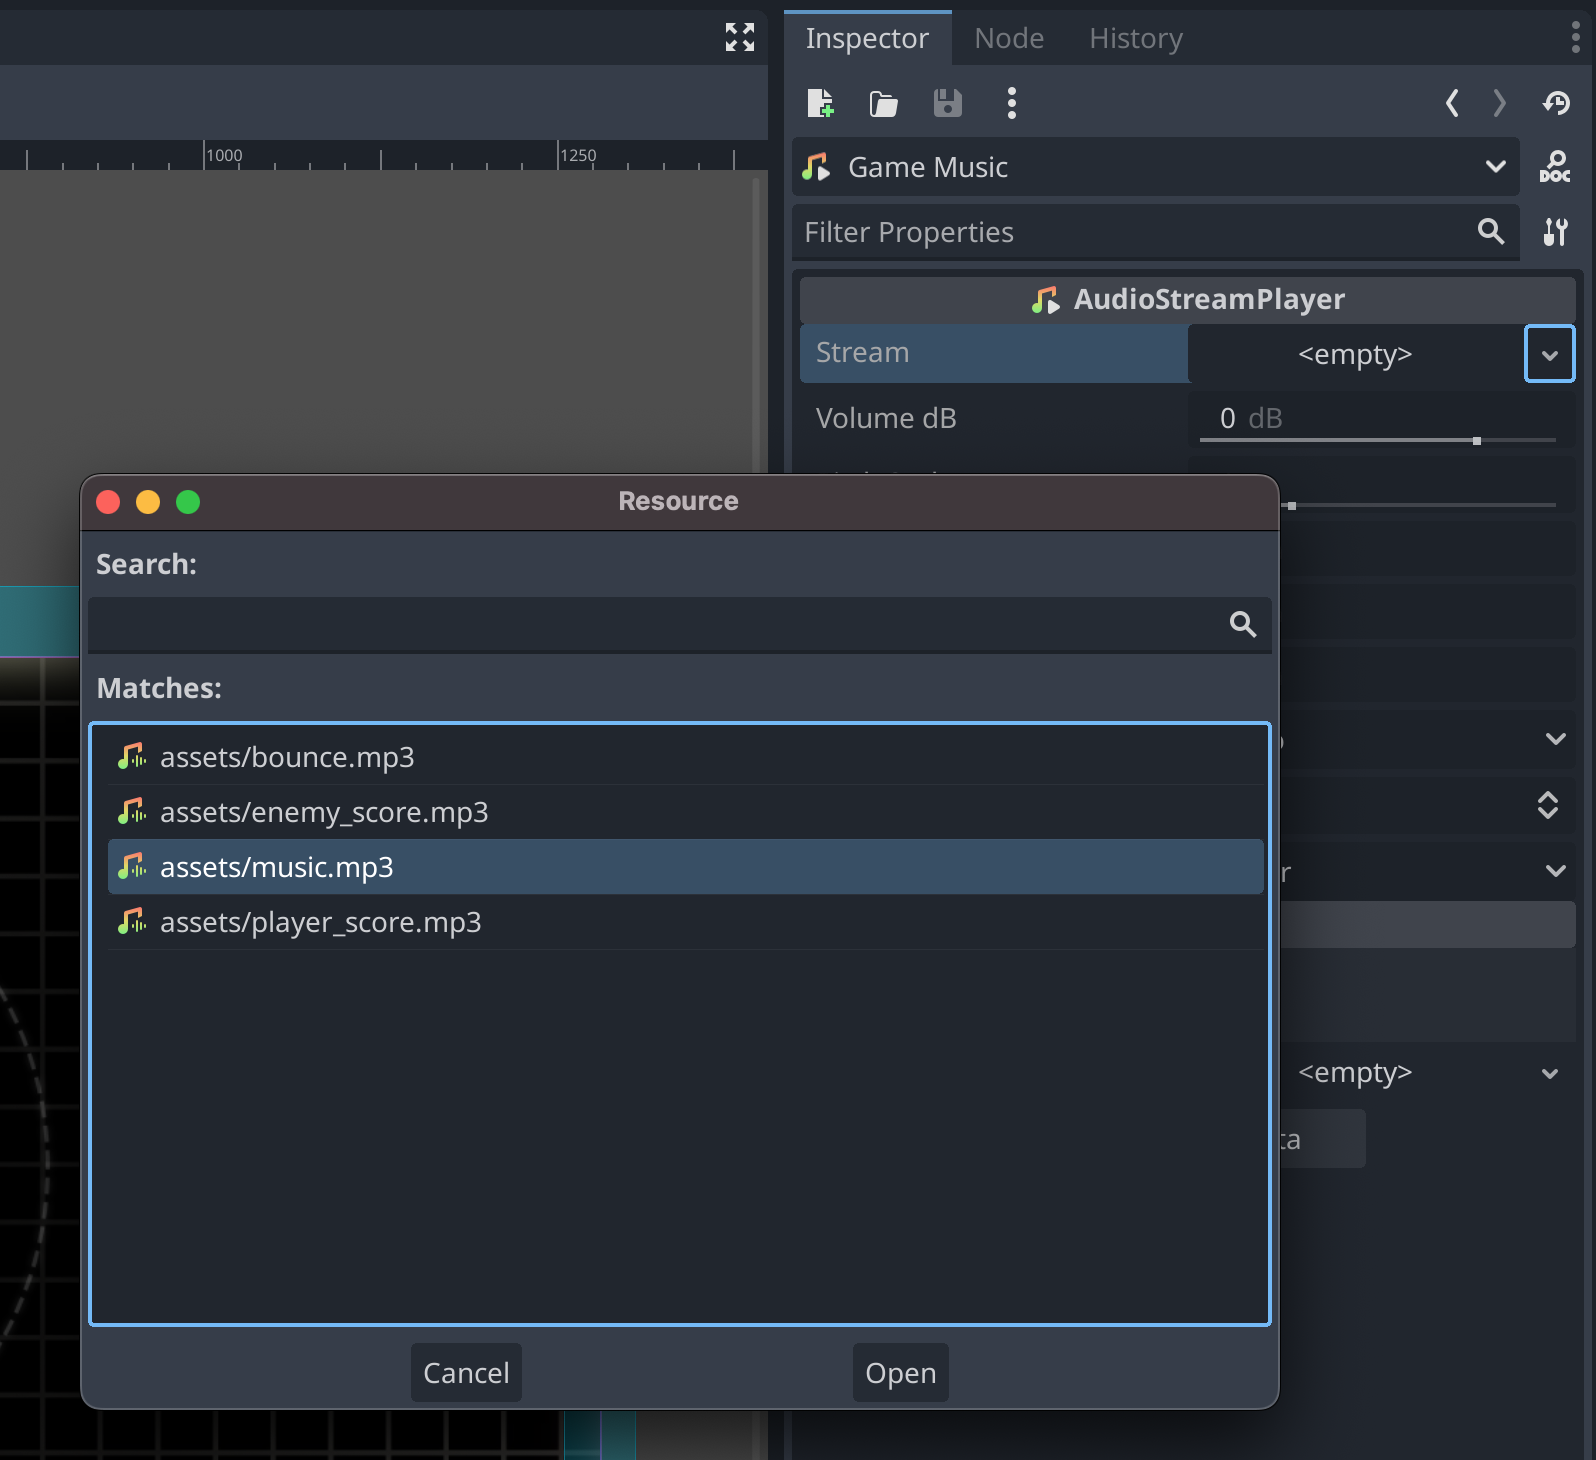 Inspector Node History
1000 1250
Game Music
DOC
Filter Properties
AudioStreamPlayer
Stream <empty>
Volume dB 0 dB
Resource
Search:
Matches:
assets/bounce.mp3
assets/enemy_score.mp3
assets/music.mp3
assets/player_score.mp3
<empty>
ta
Cancel Open